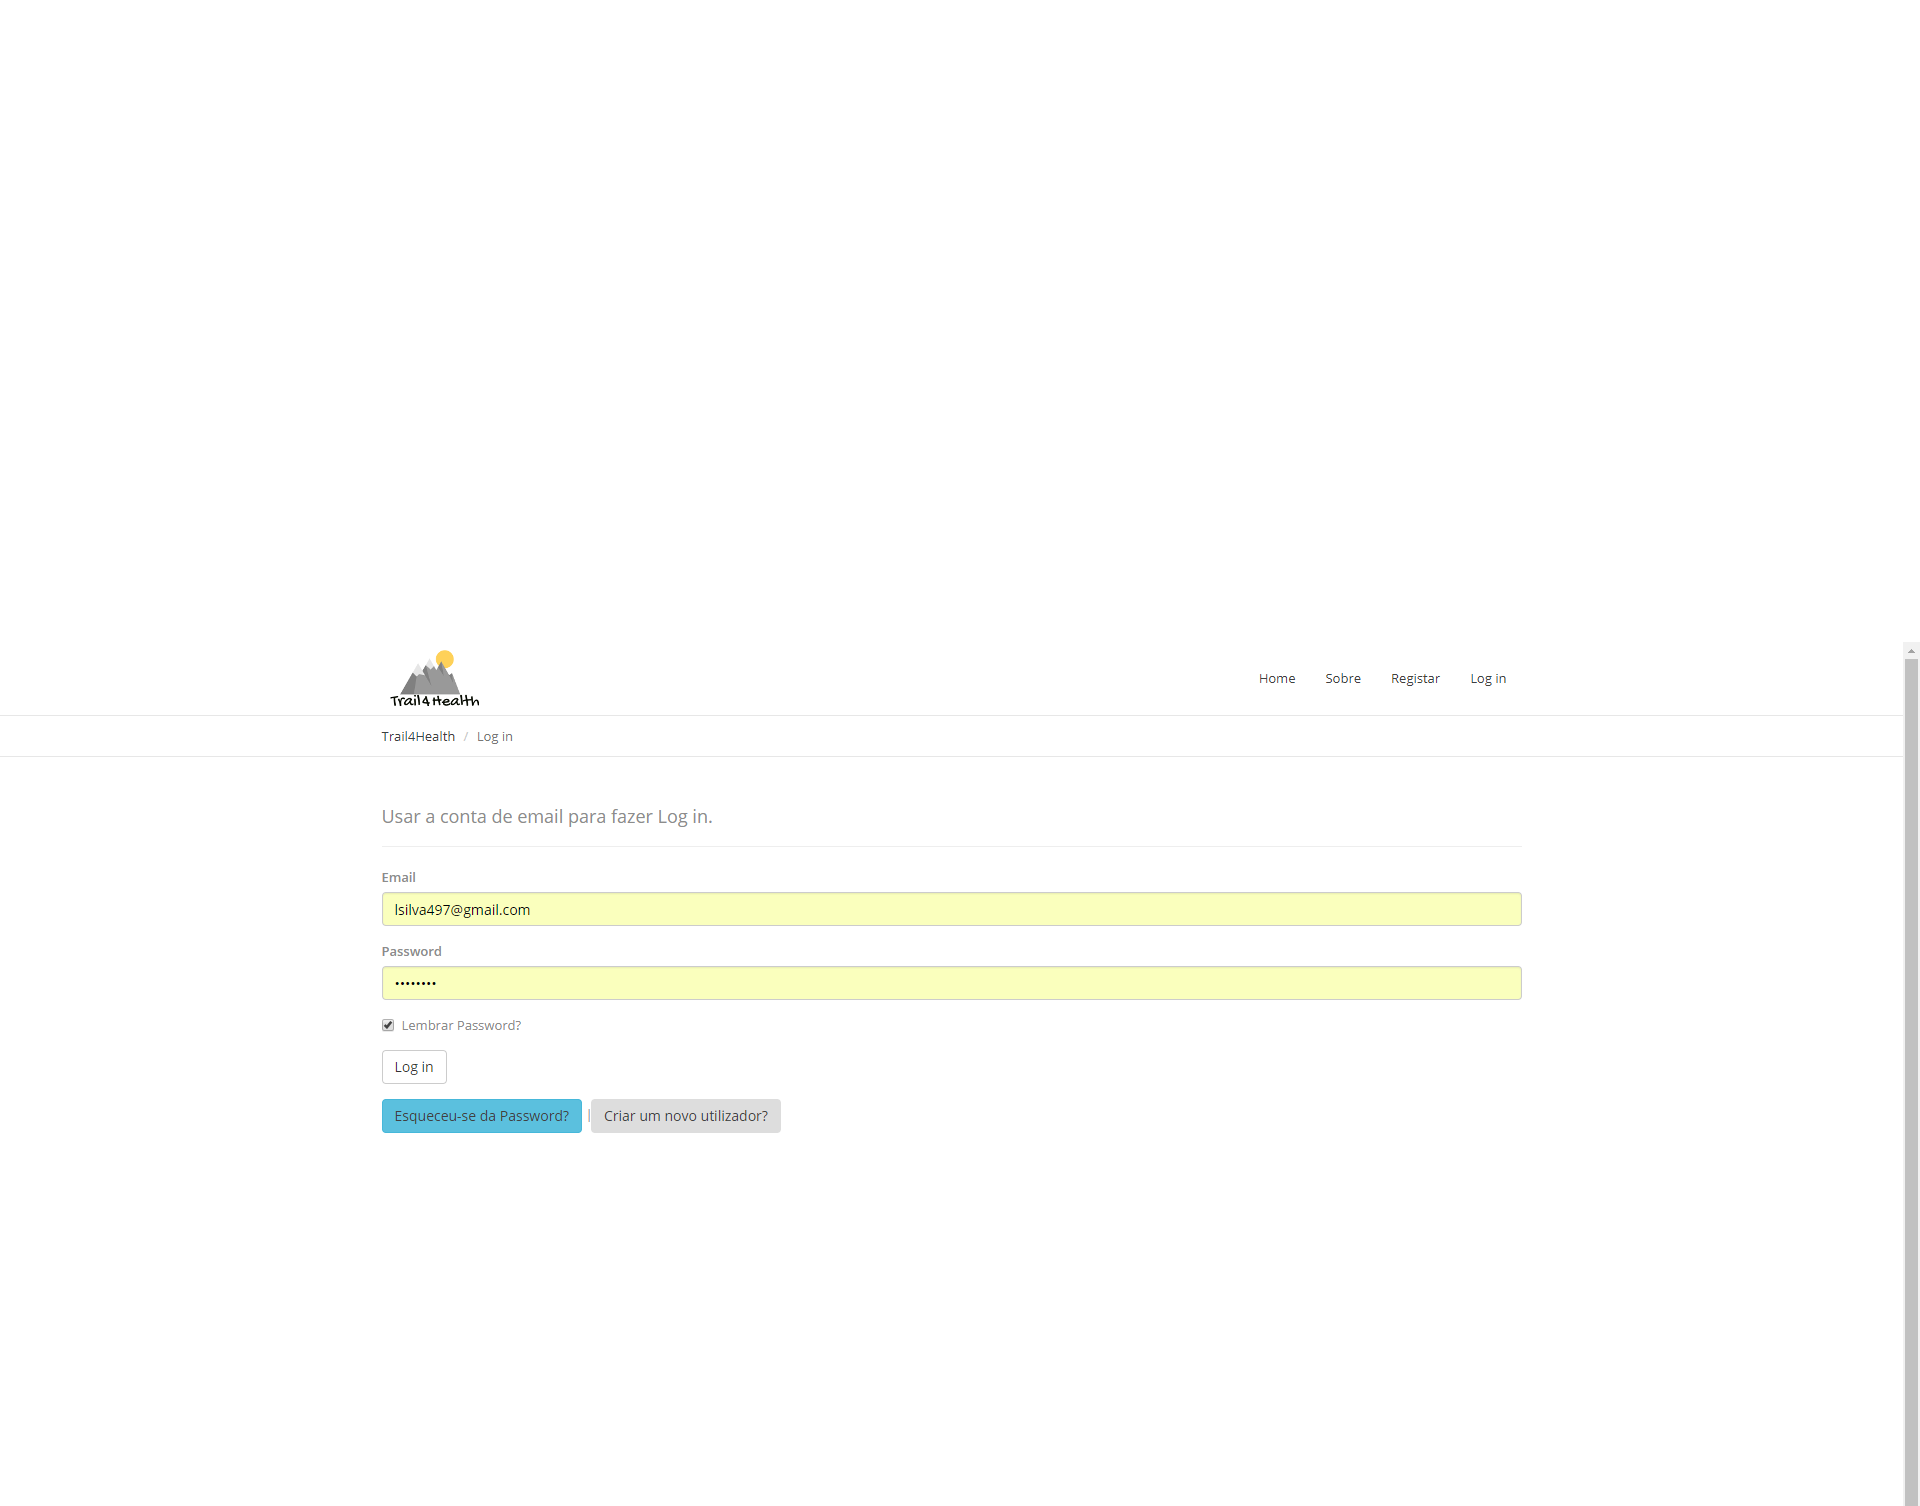 Trail4Health
Home Sobre Registar Log in
Trail4Health / Log in
Usar a conta de email para fazer Log in.
Email
lsilva497@gmail.com
Password
••••••••
Lembrar Password?
Log in
Esqueceu-se da Password? | Criar um novo utilizador?